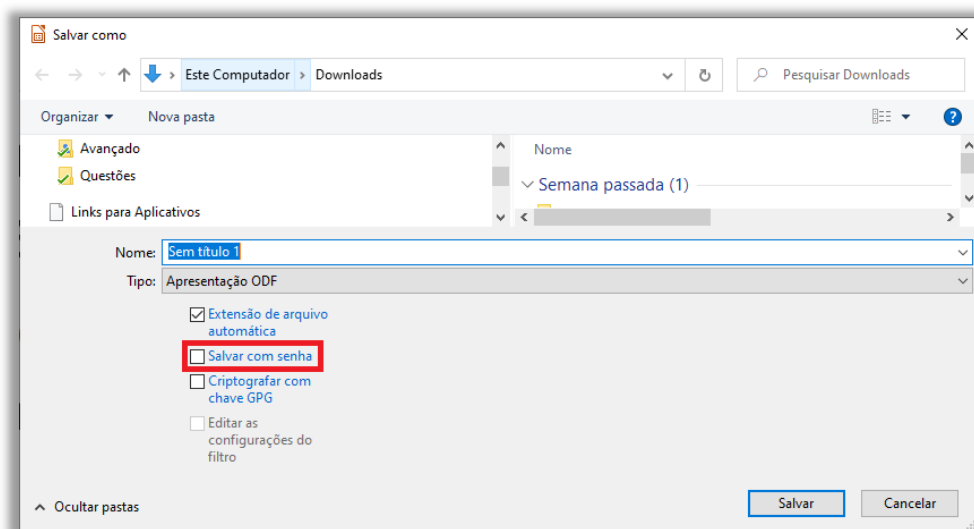 Salvar como
Este Computador
Downloads
Pesquisar Downloads
Organizar
Nova pasta
Avançado
Questões
Links para Aplicativos
Nome
Semana passada (1)
Nome: Sem título 1
Tipo: Apresentação ODF
Extensão de arquivo
automática
Salvar com senha
Criptografar com
chave GPG
Editar as
configurações do
filtro
Ocultar pastas
Salvar
Cancelar